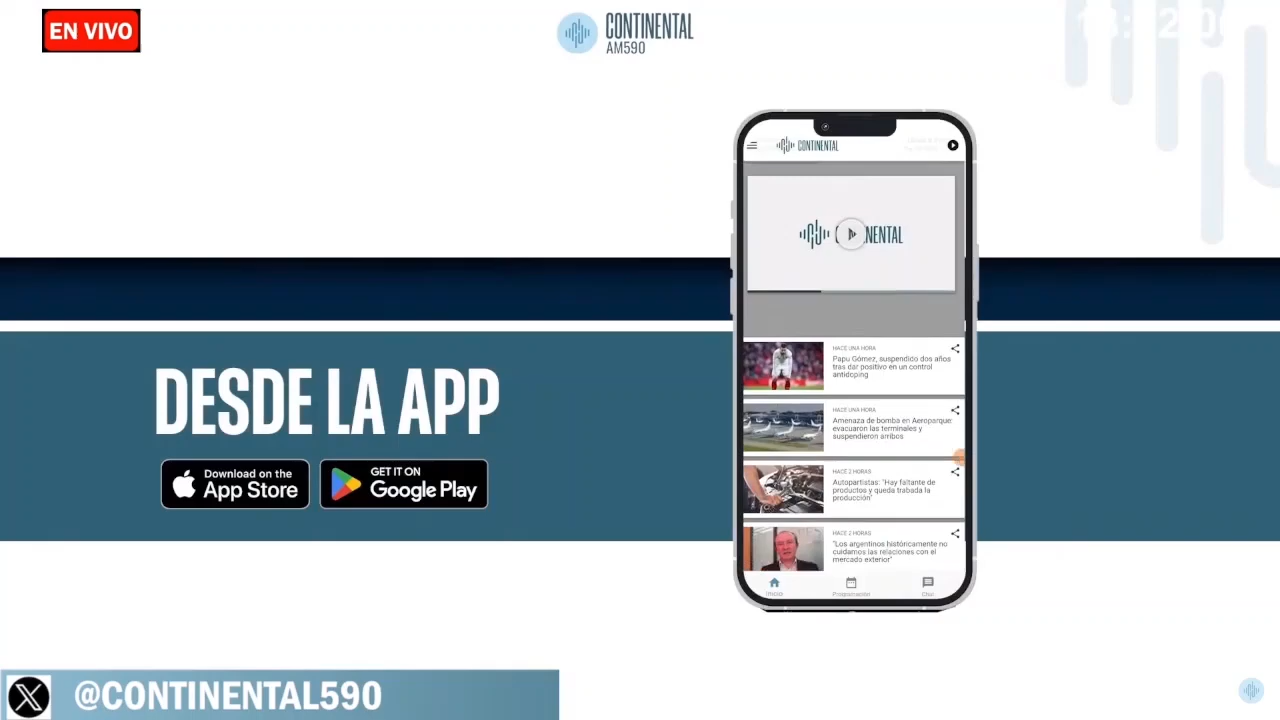 EN VIVO
CONTINENTAL
AM590
CONTINENTAL
HACE UNA HORA
Papu Gómez, suspendido dos años
tras dar positivo en un control
antidoping
HACE UNA HORA
Amenaza de bomba en Aeroparque:
evacuaron las terminales y
suspendieron arribos
HACE 2 HORAS
Autopartistas: "Hay faltante de
productos y queda trabada la
producción"
HACE 2 HORAS
"Los argentinos históricamente no
cuidamos las relaciones con el
mercado exterior"
Programación
Chat
DESDE LA APP
Download on the
App Store
GET IT ON
Google Play
@CONTINENTAL590